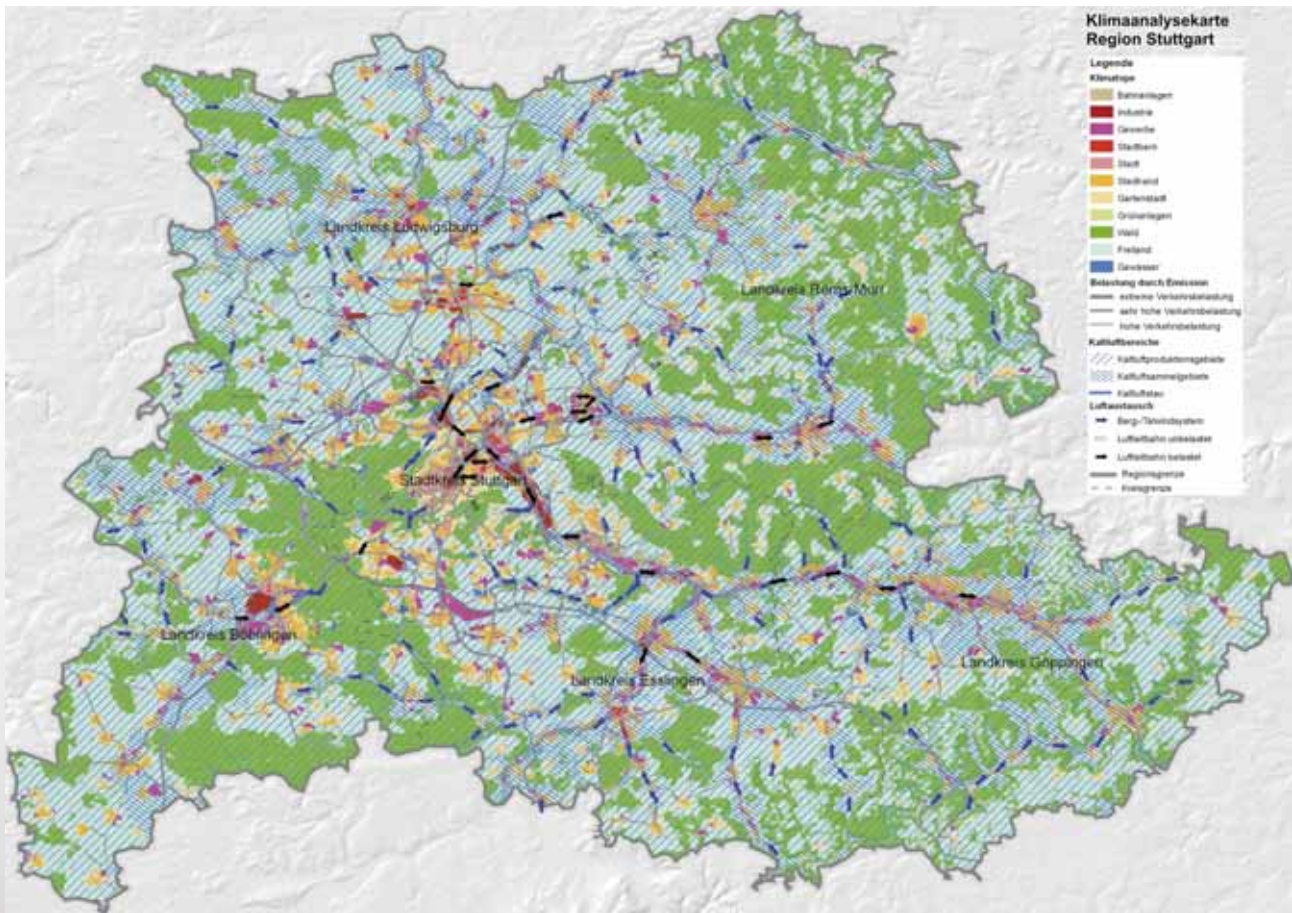 Klimaanalysekarte
Region Stuttgart
Legende
Klimatope
Bahnanlagen
Industrie
Gewerbe
Stadtkern
Stadt
Stadtrand
Gartenstadt
Grünanlagen
Wald
Freiland
Gewässer
Belastung durch Emission
extreme Verkehrsbelastung
sehr hohe Verkehrsbelastung
hohe Verkehrsbelastung
Kaltluftbereiche
Kaltluftproduktionsgebiete
Kaltluftsammelgebiete
Kaltluftstau
Luftaustausch
Berg-/Talwindsystem
Luftleitbahn unbelastet
Luftleitbahn belastet
Regionsgrenze
Kreisgrenze
Landkreis Ludwigsburg
Landkreis Rems-Murr
Stadtkreis Stuttgart
Landkreis Böblingen
Landkreis Esslingen
Landkreis Göppingen